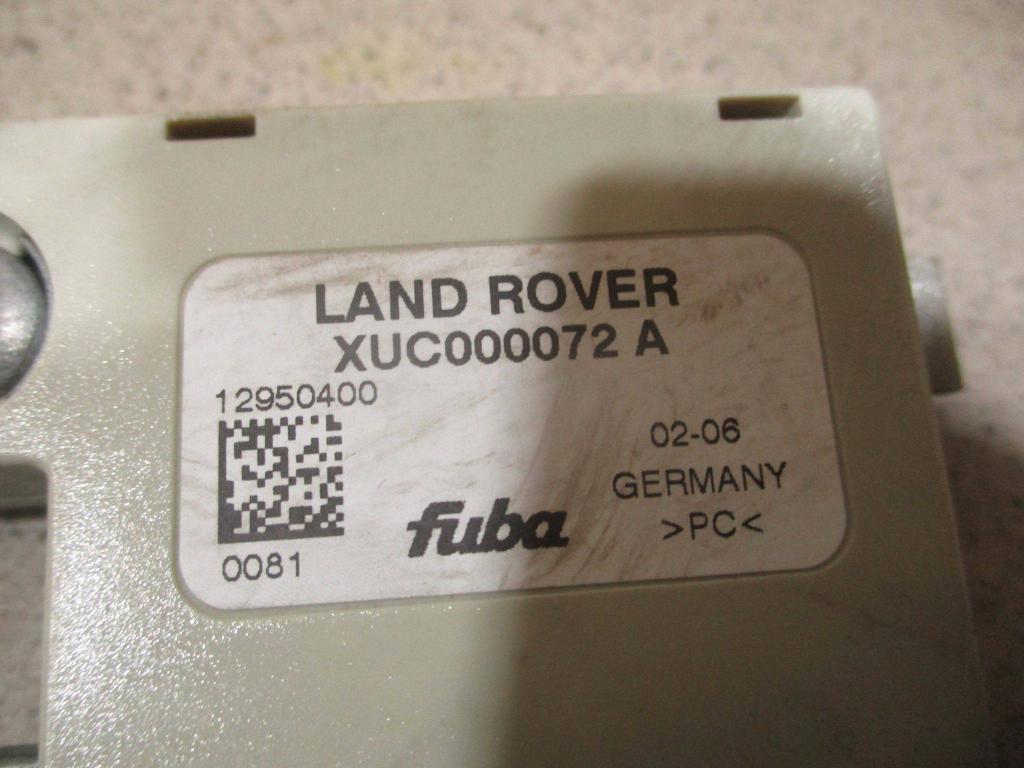 LAND ROVER
XUC000072 A
12950400
02-06
GERMANY
>PC<
fuba
0081